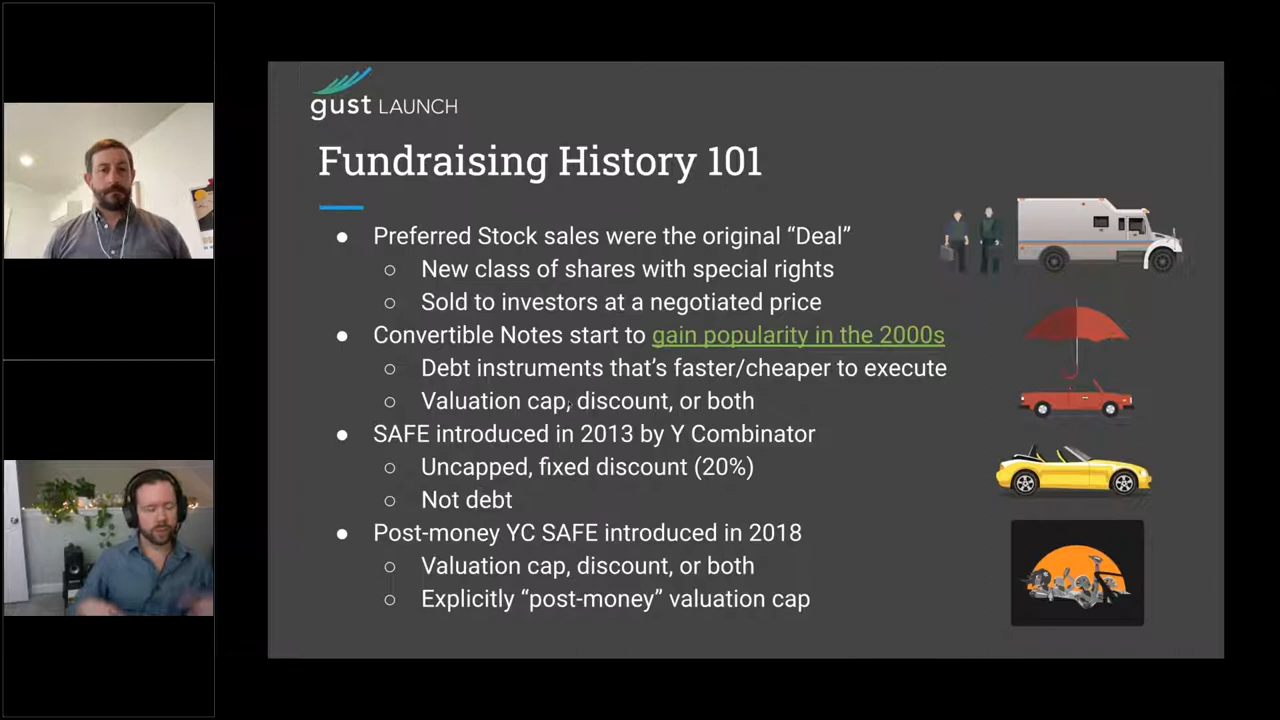 gust LAUNCH
Fundraising History 101
● Preferred Stock sales were the original “Deal”
○ New class of shares with special rights
○ Sold to investors at a negotiated price
● Convertible Notes start to gain popularity in the 2000s
○ Debt instruments that’s faster/cheaper to execute
○ Valuation cap, discount, or both
● SAFE introduced in 2013 by Y Combinator
○ Uncapped, fixed discount (20%)
○ Not debt
● Post-money YC SAFE introduced in 2018
○ Valuation cap, discount, or both
○ Explicitly “post-money” valuation cap